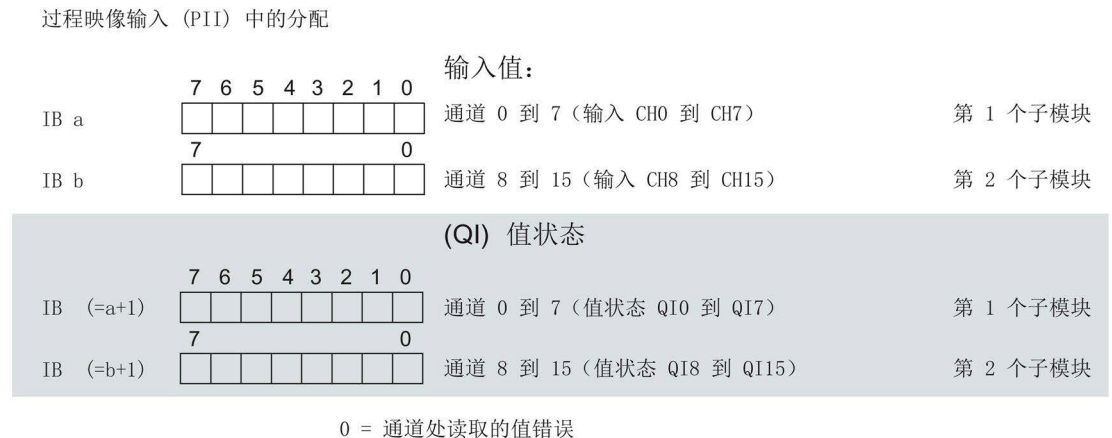 过程映像输入 (PII) 中的分配
输入值:
7 6 5 4 3 2 1 0
IB a 通道 0 到 7（输入 CH0 到 CH7） 第 1 个子模块
7 0
IB b 通道 8 到 15（输入 CH8 到 CH15） 第 2 个子模块
(QI) 值状态
7 6 5 4 3 2 1 0
IB (=a+1) 通道 0 到 7（值状态 QI0 到 QI7） 第 1 个子模块
7 0
IB (=b+1) 通道 8 到 15（值状态 QI8 到 QI15） 第 2 个子模块
0 = 通道处读取的值错误